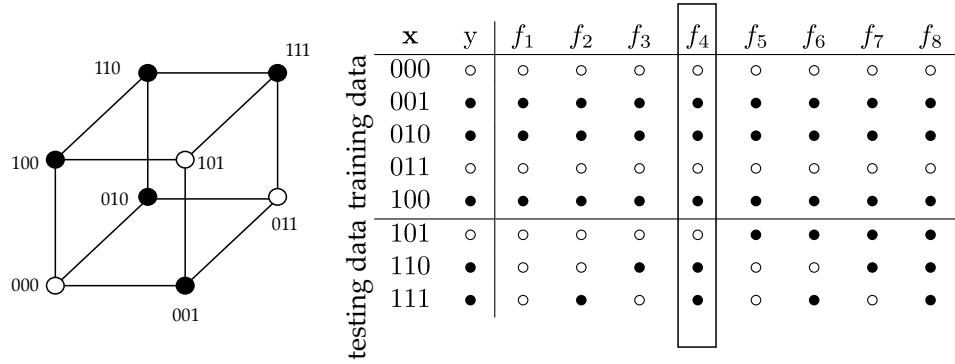 111
110
100
101
010
011
000
001
x y f1 f2 f3 f4 f5 f6 f7 f8
training data
000 ○ ○ ○ ○ ○ ○ ○ ○ ○
001 ● ● ● ● ● ● ● ● ●
010 ● ● ● ● ● ● ● ● ●
011 ○ ○ ○ ○ ○ ○ ○ ○ ○
100 ● ● ● ● ● ● ● ● ●
testing data
101 ○ ○ ○ ○ ○ ● ● ● ●
110 ● ○ ○ ● ● ○ ○ ● ●
111 ● ○ ● ○ ● ○ ● ○ ●